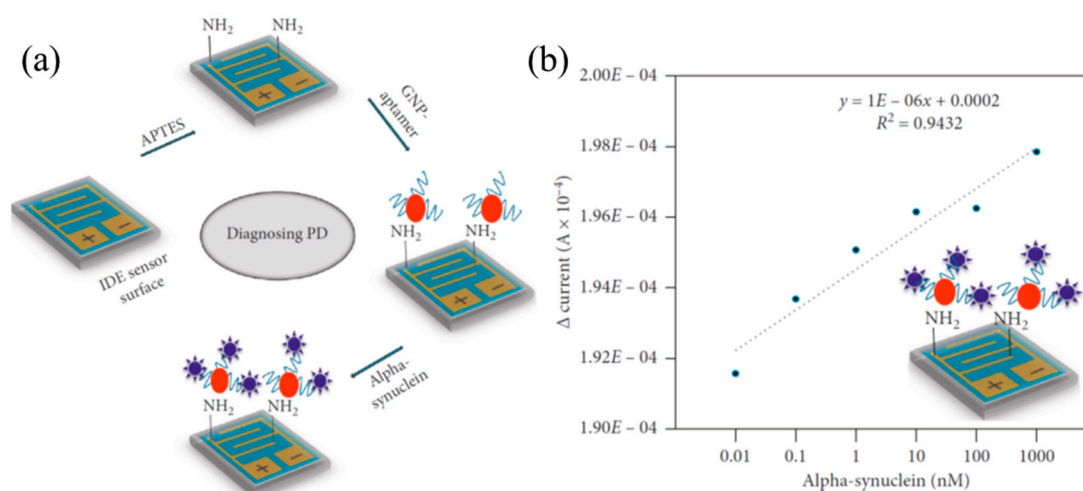 (a)
NH2
NH2
APTES
GNP-
aptamer
IDE sensor
surface
Diagnosing PD
NH2
NH2
+
−
+
−
+
−
Alpha-
synuclein
NH2
NH2
+
−
(b)
y = 1E − 06x + 0.0002
R² = 0.9432
Δ current (A × 10⁻⁴)
2.00E − 04
1.98E − 04
1.96E − 04
1.94E − 04
1.92E − 04
1.90E − 04
NH2
NH2
+
−
0.01
0.1
1
10
100
1000
Alpha-synuclein (nM)